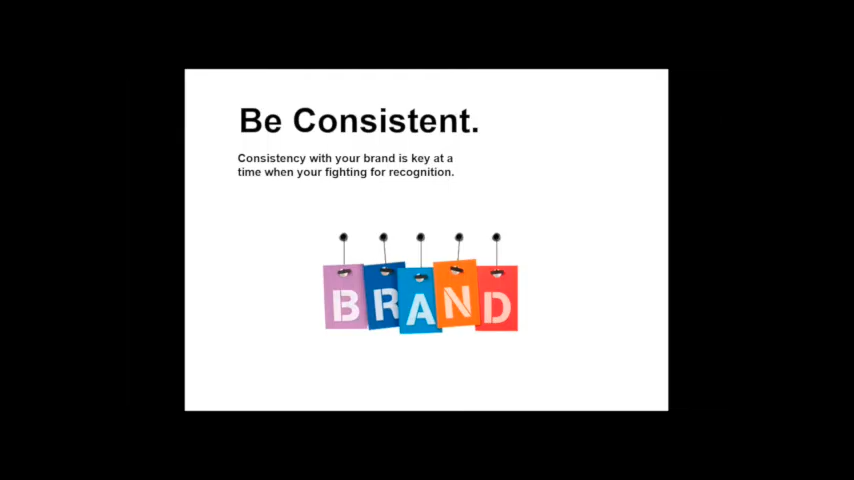 Be Consistent.
Consistency with your brand is key at a
time when your fighting for recognition.
BRAND